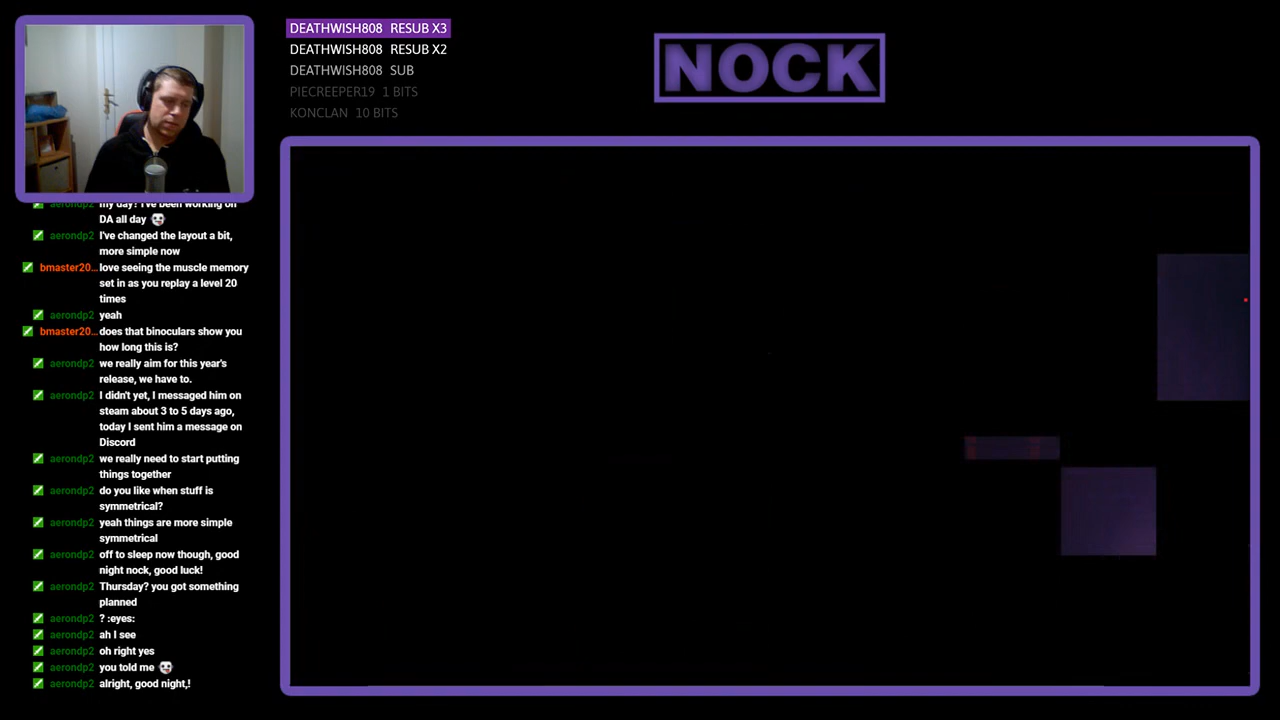 DEATHWISH808 RESUB X3
DEATHWISH808 RESUB X2
DEATHWISH808 SUB
PIECREEPER19 1 BITS
KONCLAN 10 BITS
NOCK
aerondp2 my day? I've been working on
DA all day
aerondp2 I've changed the layout a bit,
more simple now
bmaster20... love seeing the muscle memory
set in as you replay a level 20
times
aerondp2 yeah
bmaster20... does that binoculars show you
how long this is?
aerondp2 we really aim for this year's
release, we have to.
aerondp2 I didn't yet, I messaged him on
steam about 3 to 5 days ago,
today I sent him a message on
Discord
aerondp2 we really need to start putting
things together
aerondp2 do you like when stuff is
symmetrical?
aerondp2 yeah things are more simple
symmetrical
aerondp2 off to sleep now though, good
night nock, good luck!
aerondp2 Thursday? you got something
planned
aerondp2 ? :eyes:
aerondp2 ah I see
aerondp2 oh right yes
aerondp2 you told me
aerondp2 alright, good night,!